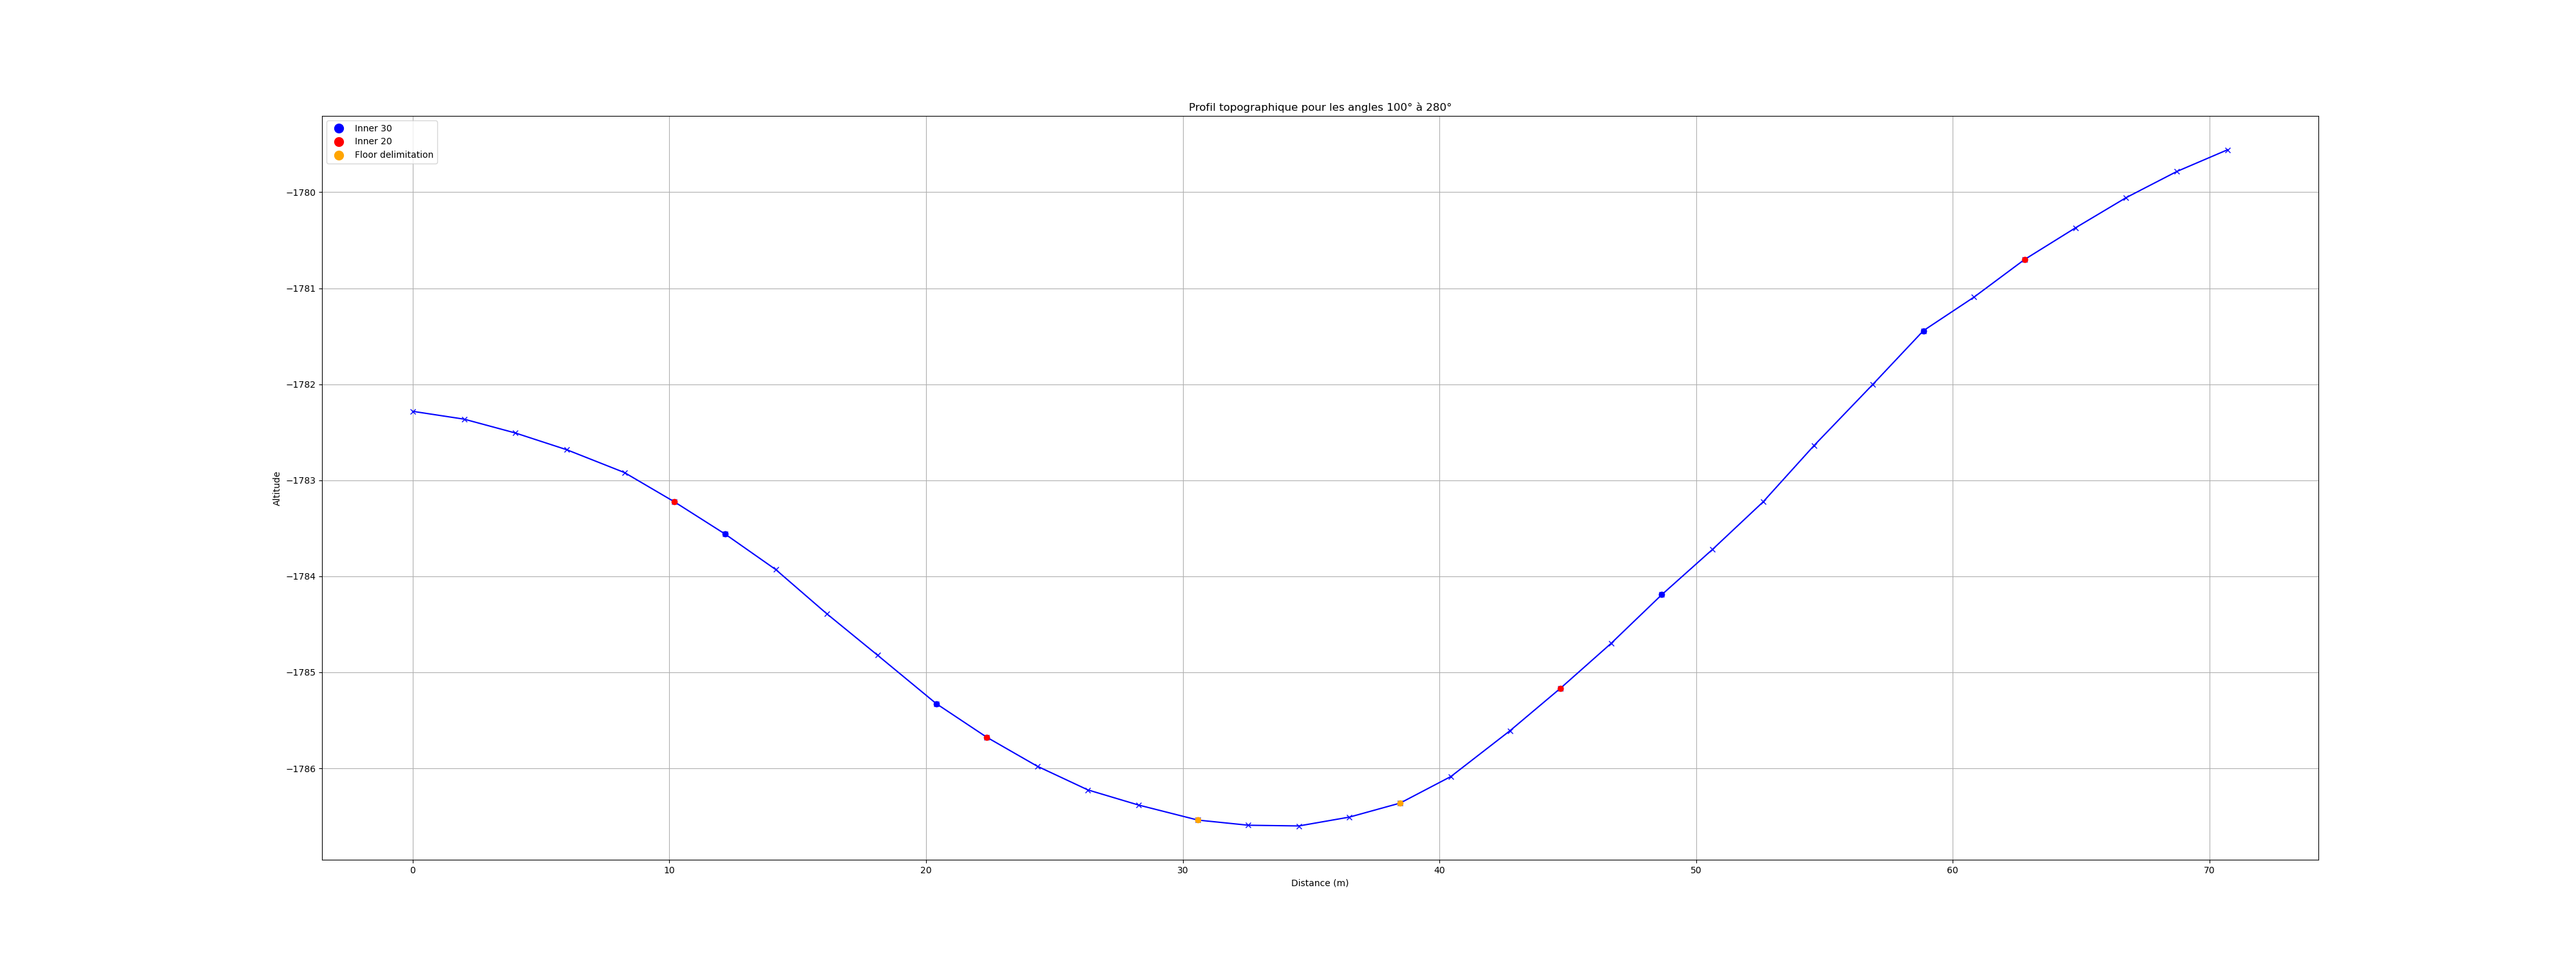 Profil topographique pour les angles 100° à 280°
Inner 30
Inner 20
Floor delimitation
−1780
−1781
−1782
−1783
−1784
−1785
−1786
Altitude
0 10 20 30 40 50 60 70
Distance (m)